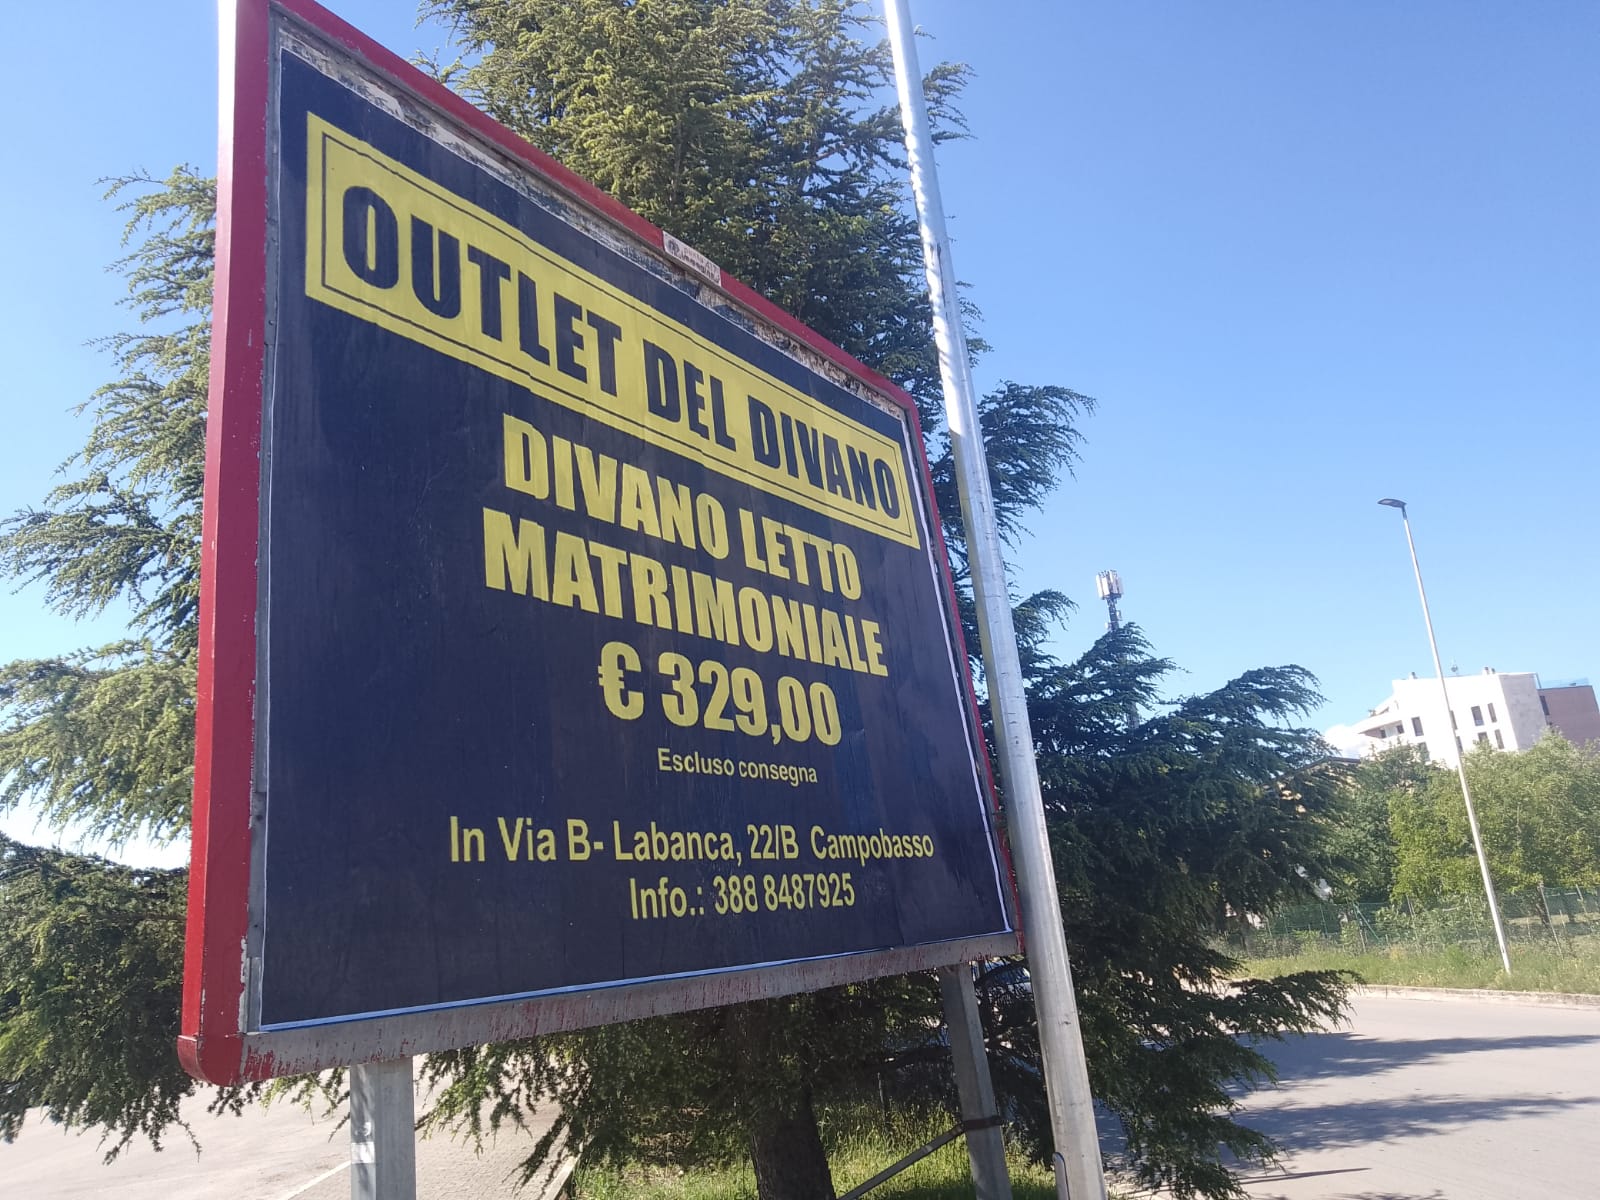 OUTLET DEL DIVANO
DIVANO LETTO
MATRIMONIALE
€ 329,00
Escluso consegna
In Via B- Labanca, 22/B Campobasso
Info.: 388 8487925